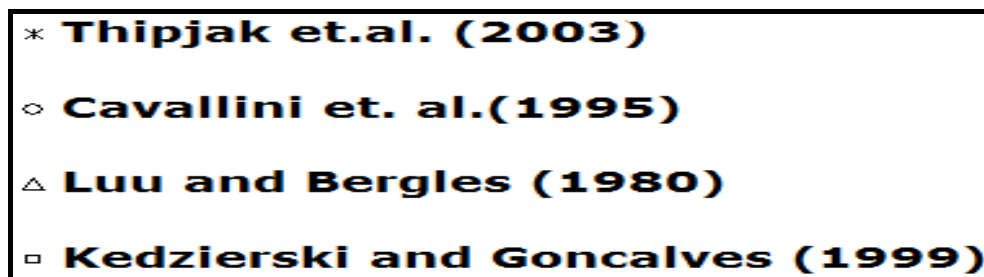 Thipjak et.al. (2003)
Cavallini et. al.(1995)
Luu and Bergles (1980)
Kedzierski and Goncalves (1999)